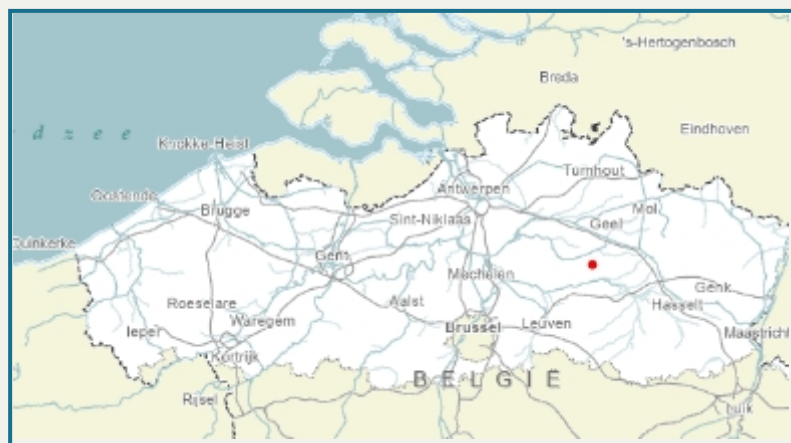 's-Hertogenbosch
Breda
d z e e
Eindhoven
Knokke-Heist
Turnhout
Oostende
Antwerpen
Mol
Brugge
Sint-Niklaas
Geel
Duinkerke
Gent
Mechelen
Genk
Roeselare
Aalst
Hasselt
Ieper
Waregem
Brussel
Leuven
Maastricht
Kortrijk
BELGIË
Rijsel
Luik